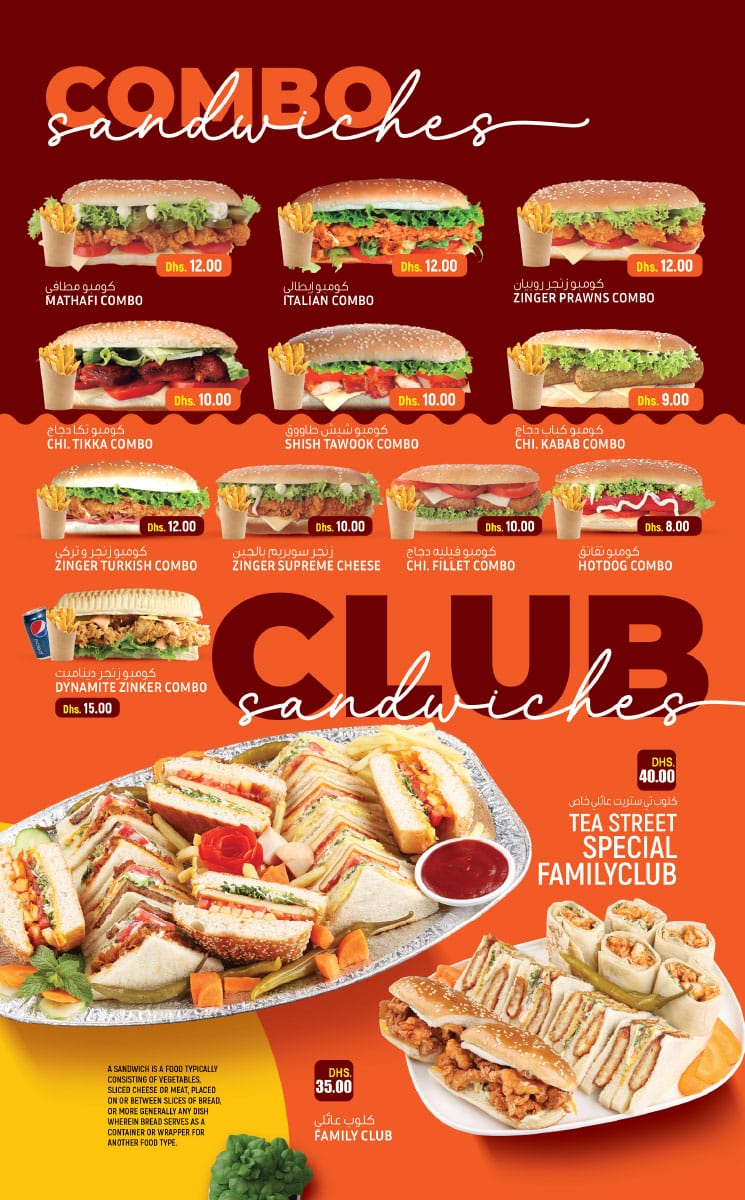 COMBO
sandwiches
Dhs. 12.00
كومبو مطافي
MATHAFI COMBO
Dhs. 12.00
كومبو إيطالي
ITALIAN COMBO
Dhs. 12.00
كومبو زنجر روبيان
ZINGER PRAWNS COMBO
Dhs. 10.00
كومبو تكا دجاج
CHI. TIKKA COMBO
Dhs. 10.00
كومبو شيش طاووق
SHISH TAWOOK COMBO
Dhs. 9.00
كومبو كباب دجاج
CHI. KABAB COMBO
Dhs. 12.00
كومبو زنجر و تركي
ZINGER TURKISH COMBO
Dhs. 10.00
زنجر سوبريم بالجبن
ZINGER SUPREME CHEESE
Dhs. 10.00
كومبو فيليه دجاج
CHI. FILLET COMBO
Dhs. 8.00
كومبو نقانق
HOTDOG COMBO
كومبو زنجر ديناميت
DYNAMITE ZINKER COMBO
Dhs. 15.00
CLUB
sandwiches
DHS.
40.00
كلوب تي ستريت عائلي خاص
TEA STREET
SPECIAL
FAMILYCLUB
A SANDWICH IS A FOOD TYPICALLY
CONSISTING OF VEGETABLES,
SLICED CHEESE OR MEAT, PLACED
ON OR BETWEEN SLICES OF BREAD,
OR MORE GENERALLY ANY DISH
WHEREIN BREAD SERVES AS A
CONTAINER OR WRAPPER FOR
ANOTHER FOOD TYPE.
DHS.
35.00
كلوب عائلي
FAMILY CLUB